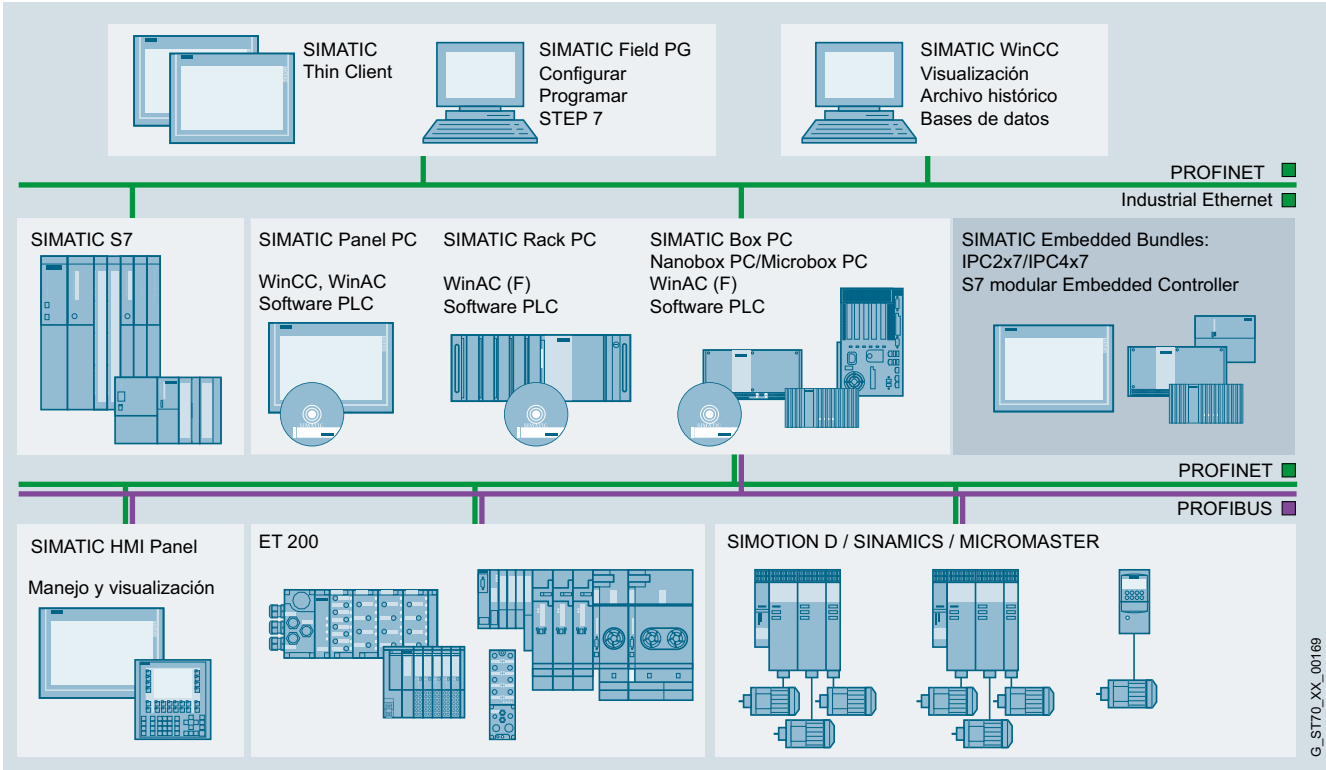 SIMATIC
Thin Client
SIMATIC Field PG
Configurar
Programar
STEP 7
SIMATIC WinCC
Visualización
Archivo histórico
Bases de datos
PROFINET
Industrial Ethernet
SIMATIC S7
SIMATIC Panel PC
WinCC, WinAC
Software PLC
SIMATIC Rack PC
WinAC (F)
Software PLC
SIMATIC Box PC
Nanobox PC/Microbox PC
WinAC (F)
Software PLC
SIMATIC Embedded Bundles:
IPC2x7/IPC4x7
S7 modular Embedded Controller
PROFINET
PROFIBUS
SIMATIC HMI Panel
Manejo y visualización
ET 200
SIMOTION D / SINAMICS / MICROMASTER
G_ST70_XX_00169